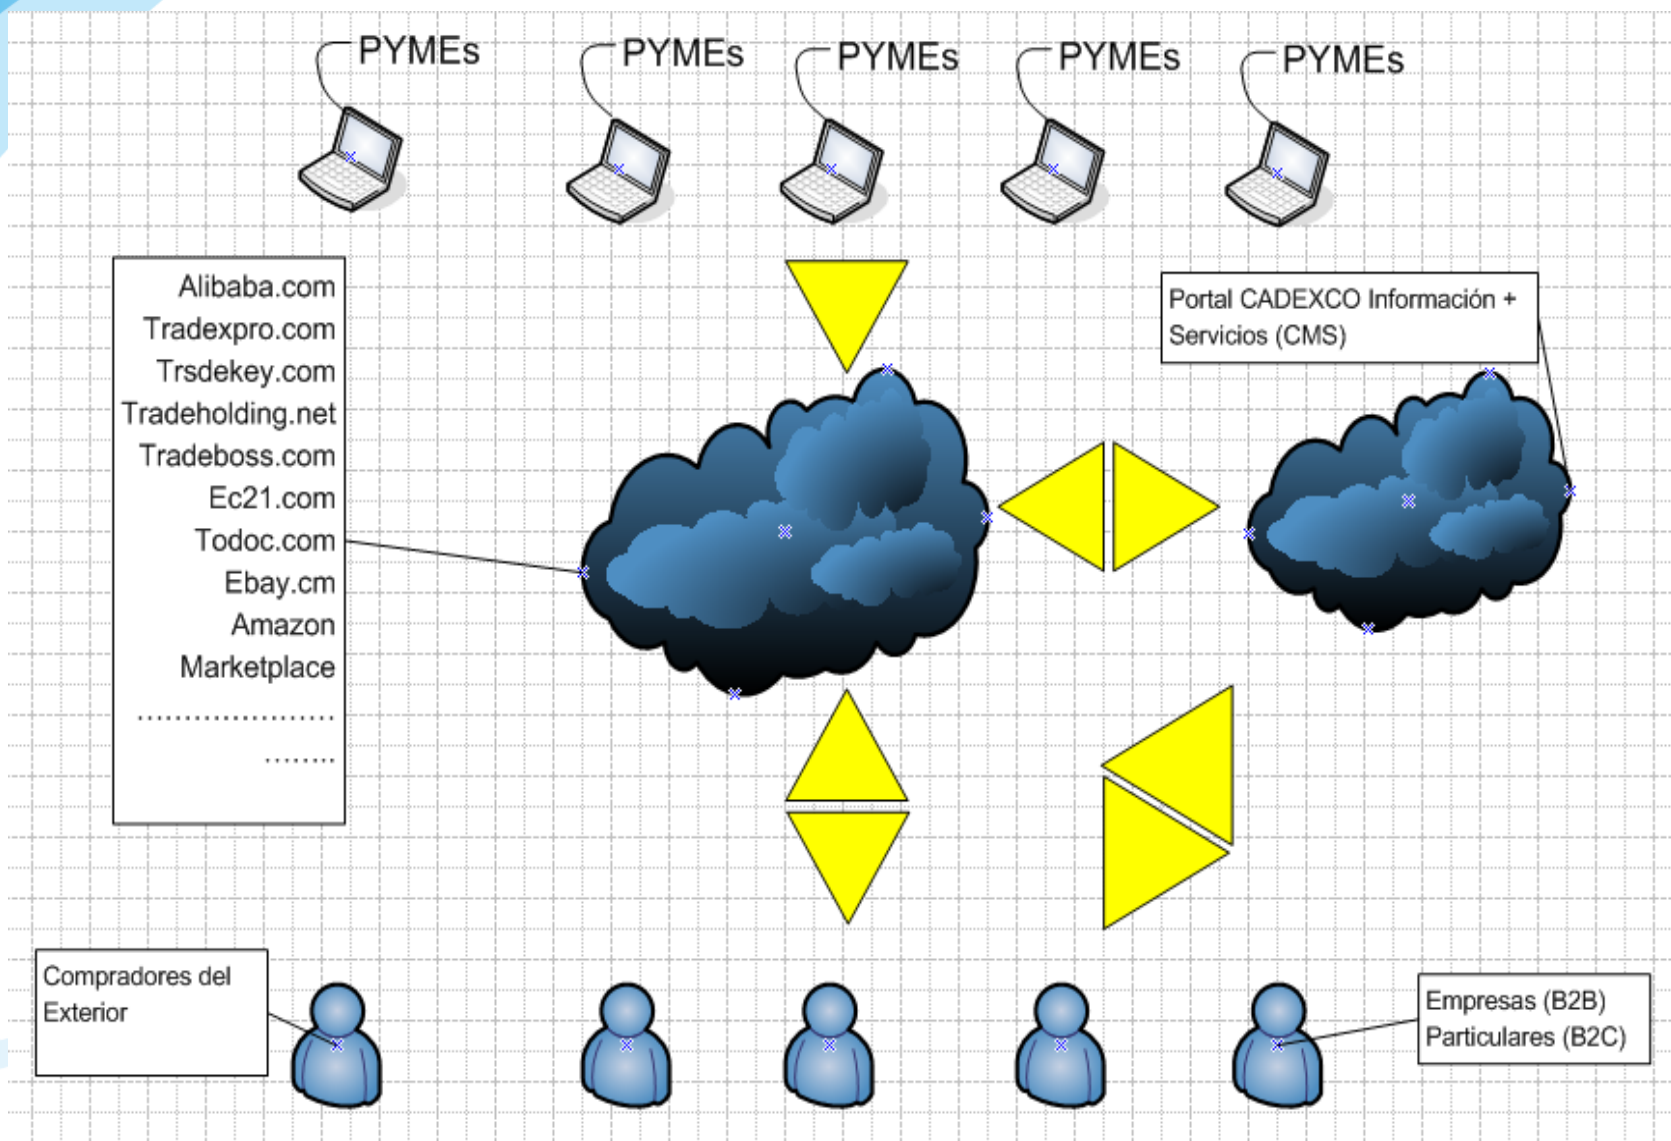 PYMEs
PYMEs
PYMEs
PYMEs
PYMEs
Alibaba.com
Tradexpro.com
Trsdekey.com
Tradeholding.net
Tradeboss.com
Ec21.com
Todoc.com
Ebay.cm
Amazon
Marketplace
.....................
........
Portal CADEXCO Información +
Servicios (CMS)
Compradores del
Exterior
Empresas (B2B)
Particulares (B2C)